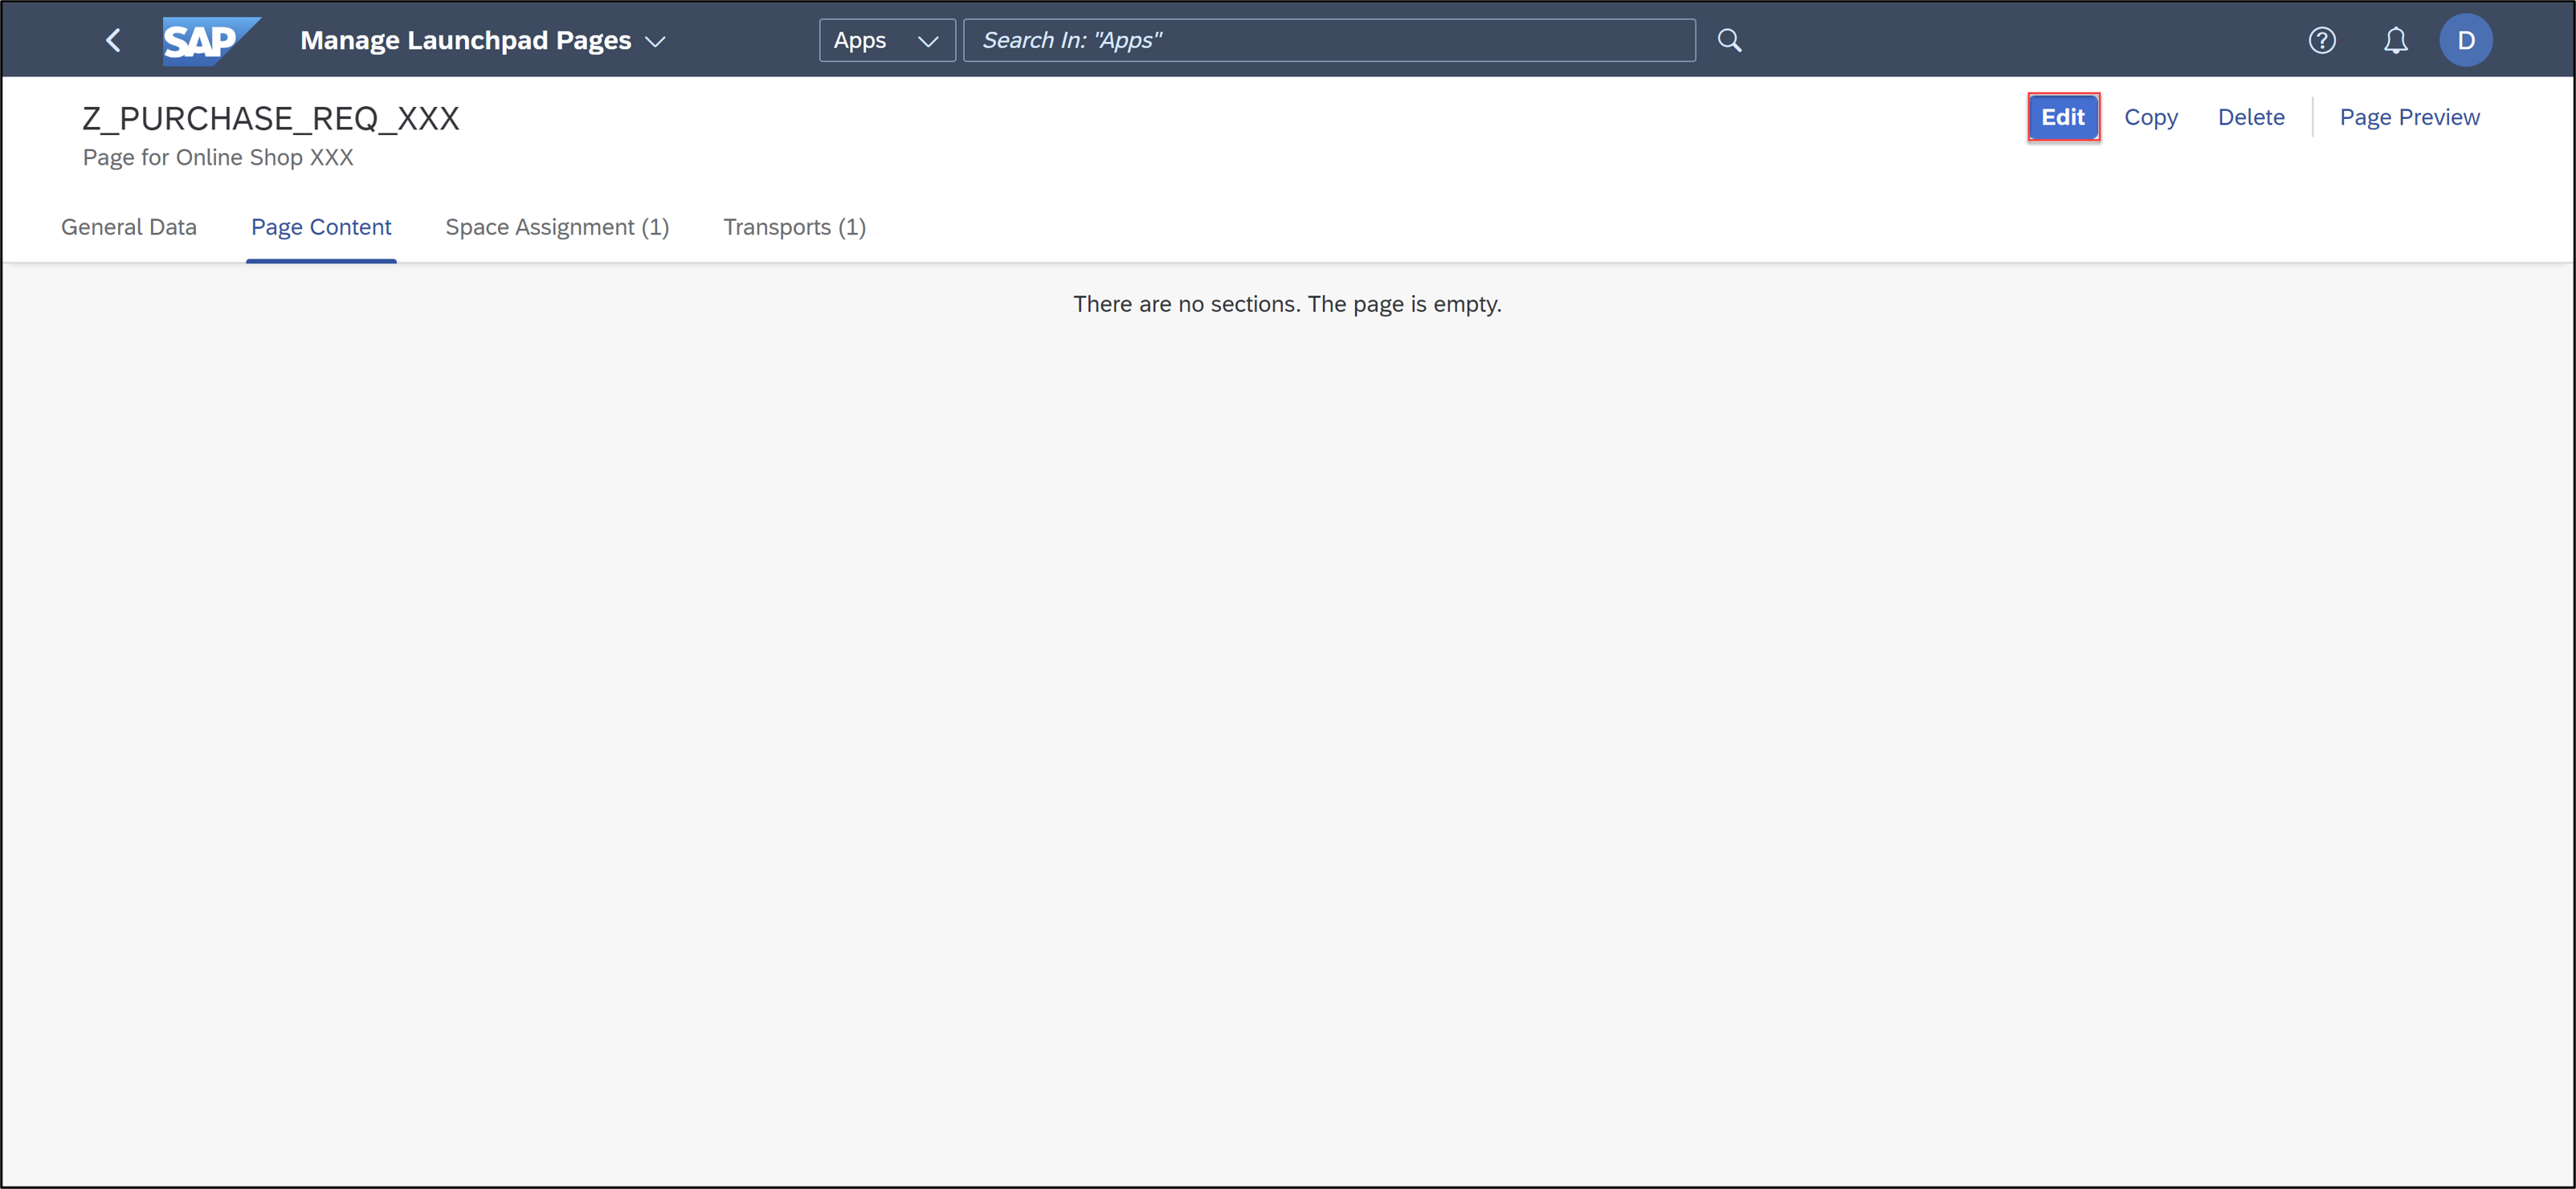 SAP Manage Launchpad Pages Apps Search In: "Apps" ? D
Z_PURCHASE_REQ_XXX Edit Copy Delete Page Preview
Page for Online Shop XXX
General Data Page Content Space Assignment (1) Transports (1)
There are no sections. The page is empty.